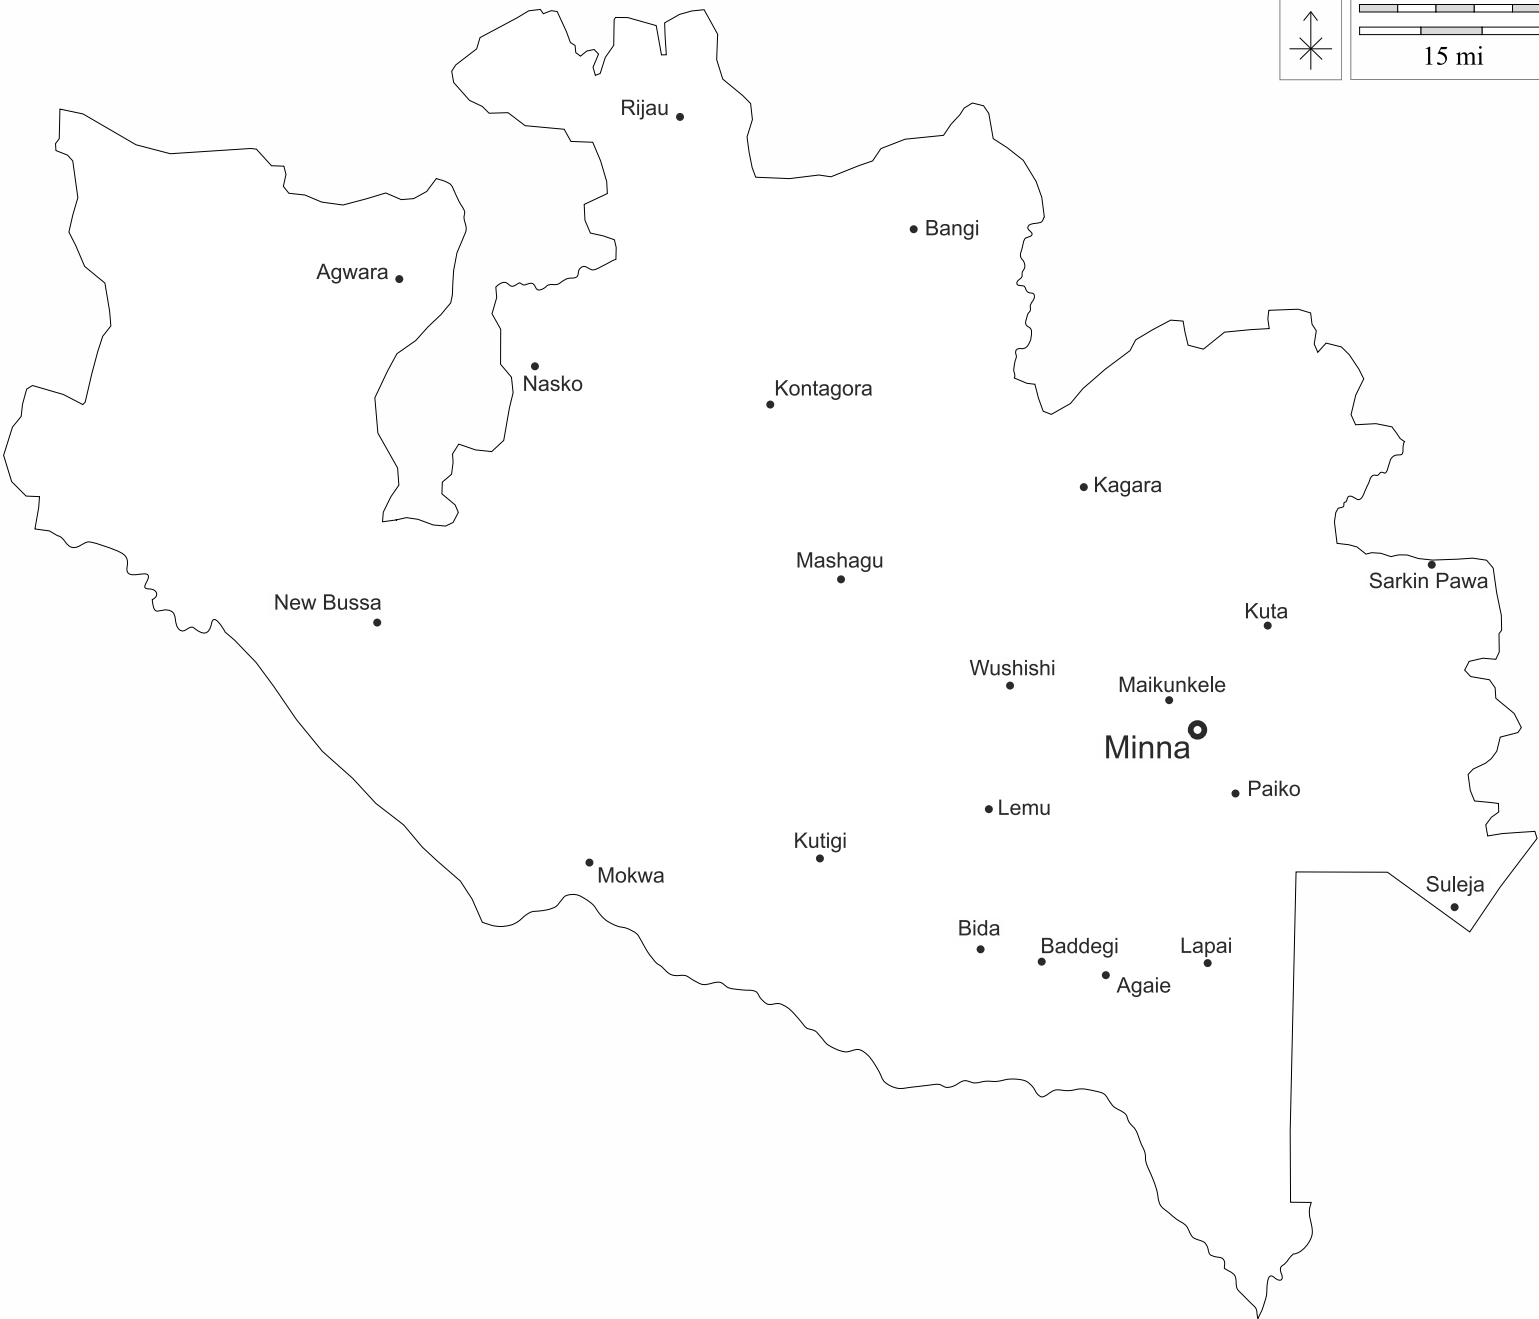 15 mi
Rijau
Bangi
Agwara
Nasko
Kontagora
Kagara
Mashagu
Sarkin Pawa
New Bussa
Kuta
Wushishi
Maikunkele
Minna
Paiko
Lemu
Kutigi
Mokwa
Suleja
Bida
Baddegi
Lapai
Agaie